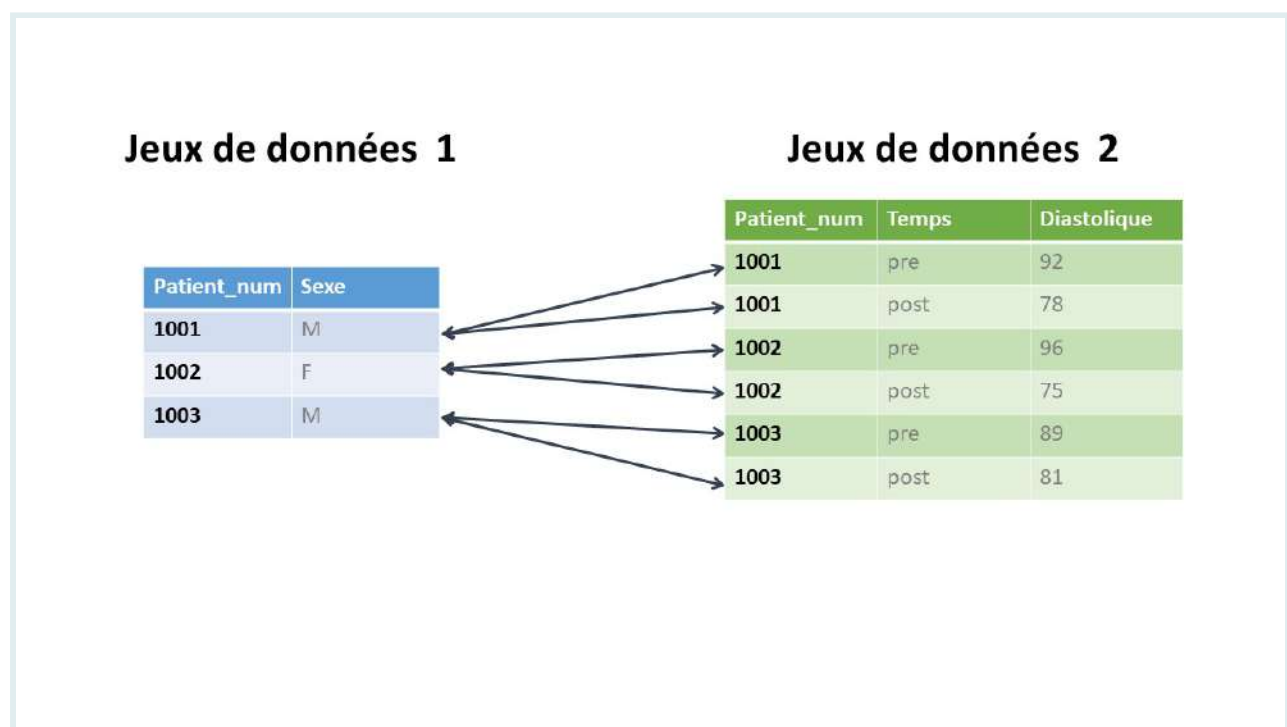 Jeux de données 1
Patient_num Sexe
1001 M
1002 F
1003 M
Jeux de données 2
Patient_num Temps Diastolique
1001 pre 92
1001 post 78
1002 pre 96
1002 post 75
1003 pre 89
1003 post 81